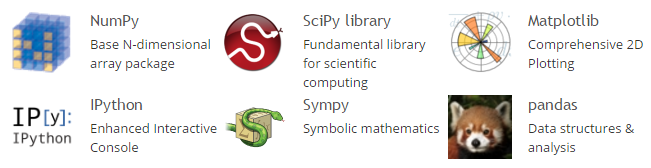 NumPy
Base N-dimensional
array package
SciPy library
Fundamental library
for scientific
computing
Matplotlib
Comprehensive 2D
Plotting
IP[y]:
IPython
IPython
Enhanced Interactive
Console
Sympy
Symbolic mathematics
pandas
Data structures &
analysis